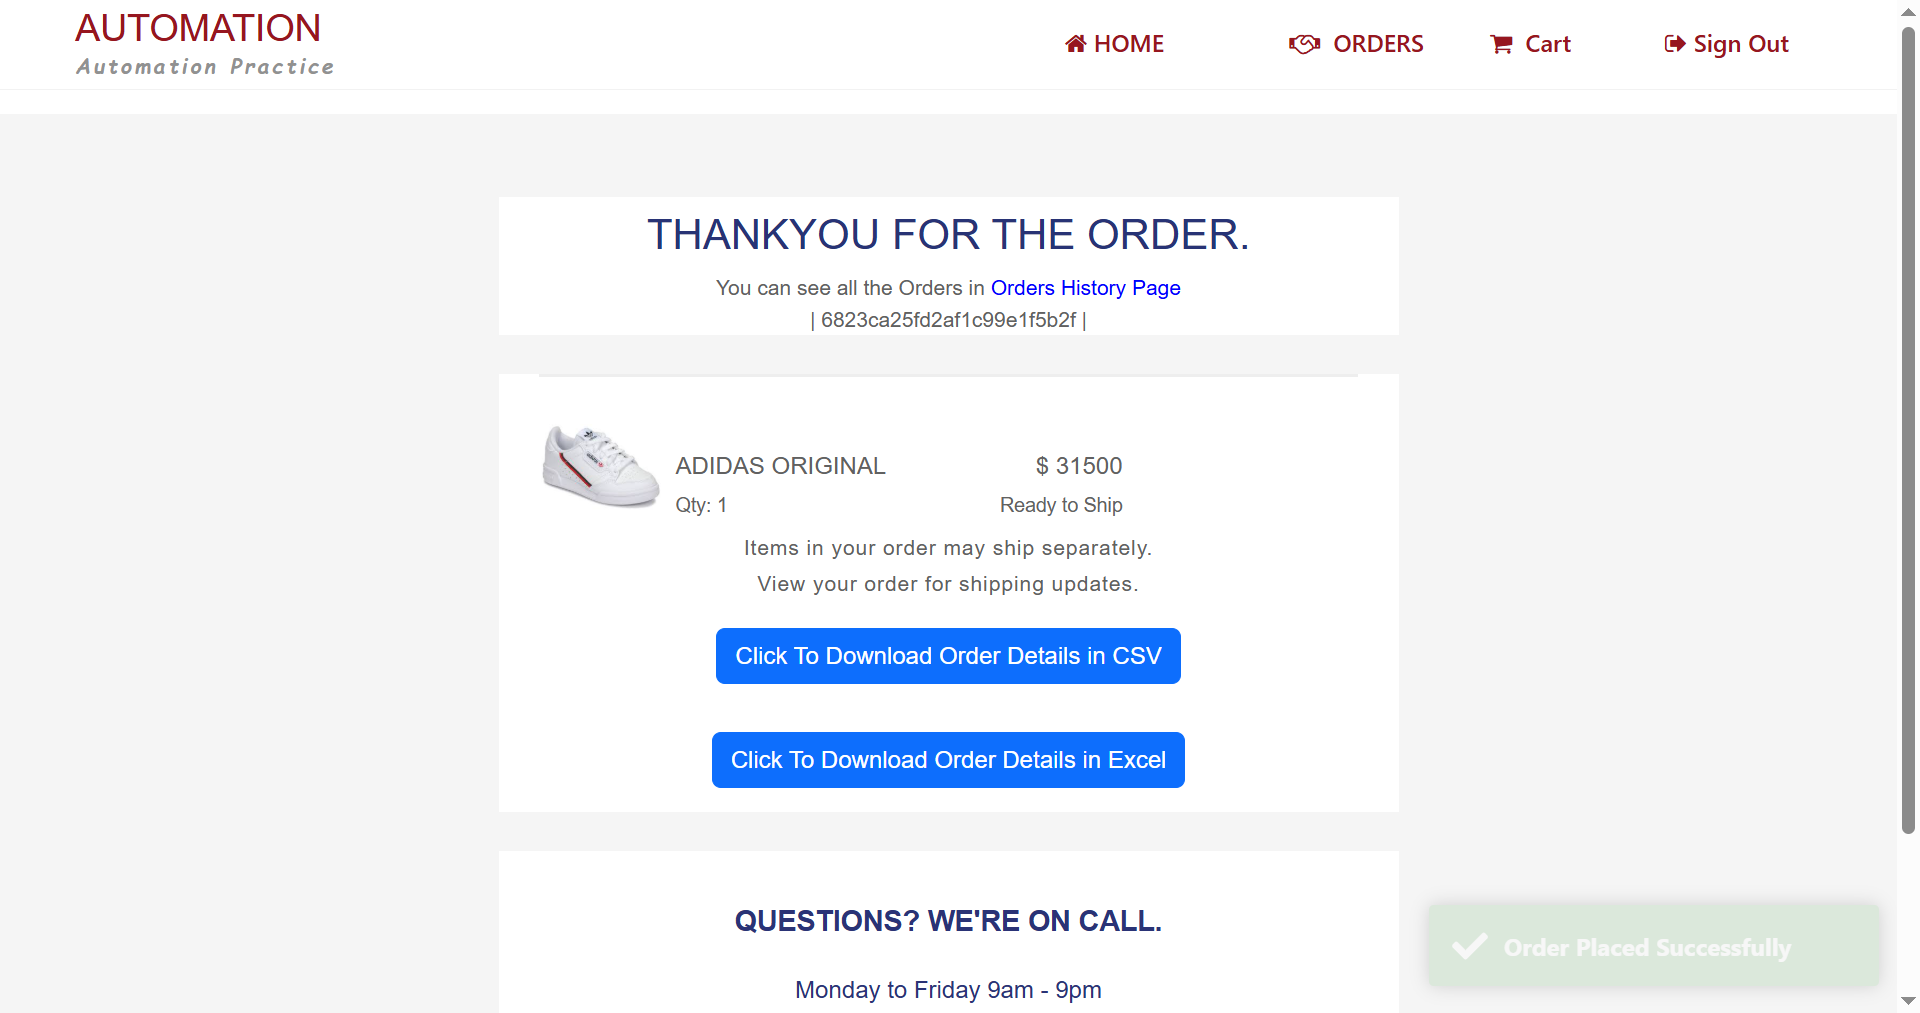 AUTOMATION
Automation Practice
HOME
ORDERS
Cart
Sign Out
THANKYOU FOR THE ORDER.
You can see all the Orders in Orders History Page
| 6823ca25fd2af1c99e1f5b2f |
ADIDAS ORIGINAL
$ 31500
Qty: 1
Ready to Ship
Items in your order may ship separately.
View your order for shipping updates.
Click To Download Order Details in CSV
Click To Download Order Details in Excel
QUESTIONS? WE'RE ON CALL.
Order Placed Successfully
Monday to Friday 9am - 9pm